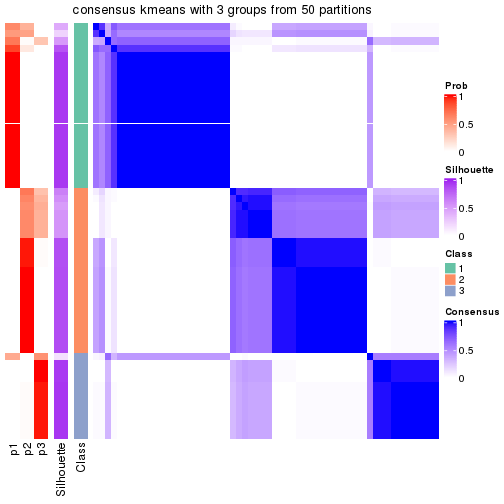 consensus kmeans with 3 groups from 50 partitions
Prob
1
0.5
0
Silhouette
1
0.5
0
Class
1
2
3
Consensus
1
0.5
0
p1
p2
p3
Silhouette
Class